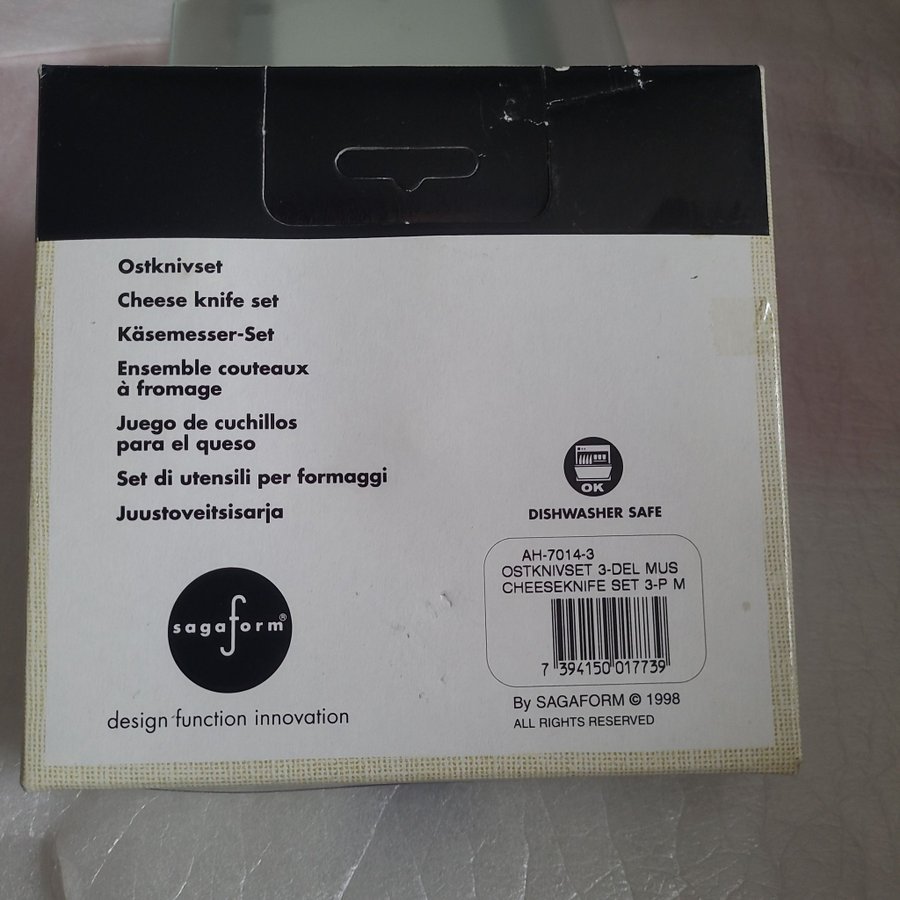 Ostknivset
Cheese knife set
Käsemesser-Set
Ensemble couteaux
à fromage
Juego de cuchillos
para el queso
Set di utensili per formaggi
Juustoveitsisarja
OK
DISHWASHER SAFE
AH-7014-3
OSTKNIVSET 3-DEL MUS
CHEESEKNIFE SET 3-P M
7 394150 017739
sagaform®
design function innovation
By SAGAFORM © 1998
ALL RIGHTS RESERVED